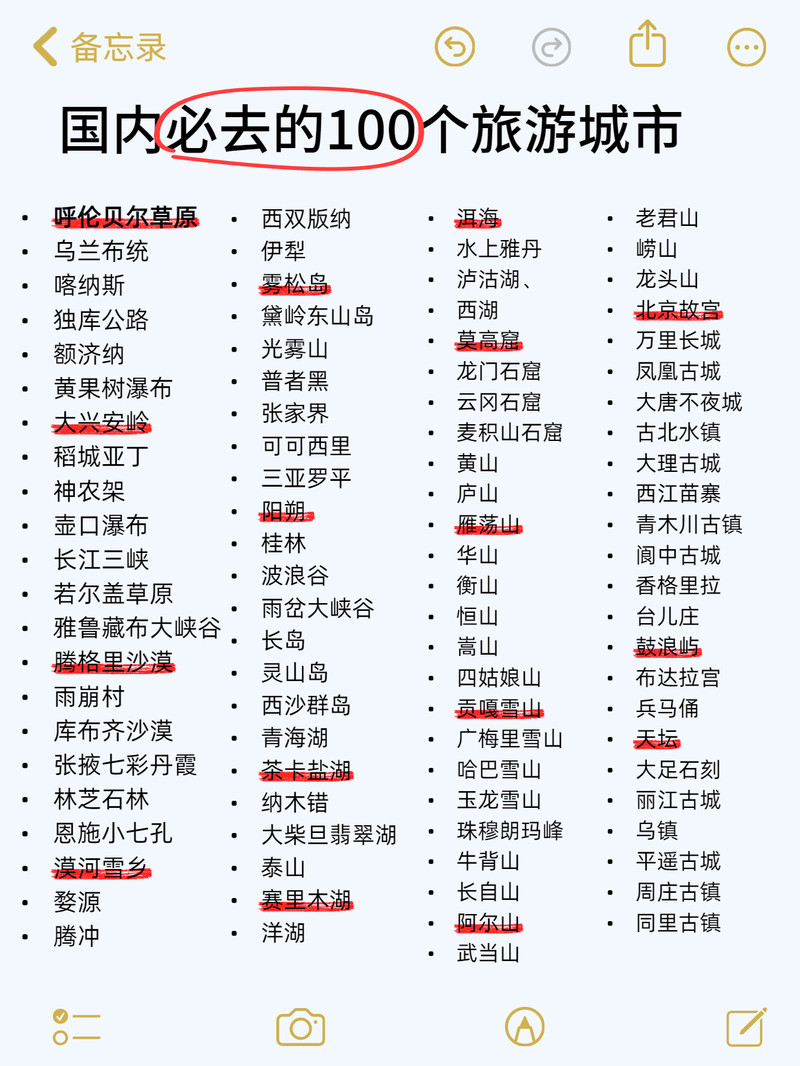 备忘录
国内必去的100个旅游城市
呼伦贝尔草原
乌兰布统
喀纳斯
独库公路
额济纳
黄果树瀑布
大兴安岭
稻城亚丁
神农架
壶口瀑布
长江三峡
若尔盖草原
雅鲁藏布大峡谷
腾格里沙漠
雨崩村
库布齐沙漠
张掖七彩丹霞
林芝石林
恩施小七孔
漠河雪乡
婺源
腾冲
西双版纳
伊犁
雾松岛
黛岭东山岛
光雾山
普者黑
张家界
可可西里
三亚罗平
阳朔
桂林
波浪谷
雨岔大峡谷
长岛
灵山岛
西沙群岛
青海湖
茶卡盐湖
纳木错
大柴旦翡翠湖
泰山
赛里木湖
洋湖
洱海
水上雅丹
泸沽湖、
西湖
莫高窟
龙门石窟
云冈石窟
麦积山石窟
黄山
庐山
雁荡山
华山
衡山
恒山
嵩山
四姑娘山
贡嘎雪山
广梅里雪山
哈巴雪山
玉龙雪山
珠穆朗玛峰
牛背山
长自山
阿尔山
武当山
老君山
崂山
龙头山
北京故宫
万里长城
凤凰古城
大唐不夜城
古北水镇
大理古城
西江苗寨
青木川古镇
阆中古城
香格里拉
台儿庄
鼓浪屿
布达拉宫
兵马俑
天坛
大足石刻
丽江古城
乌镇
平遥古城
周庄古镇
同里古镇